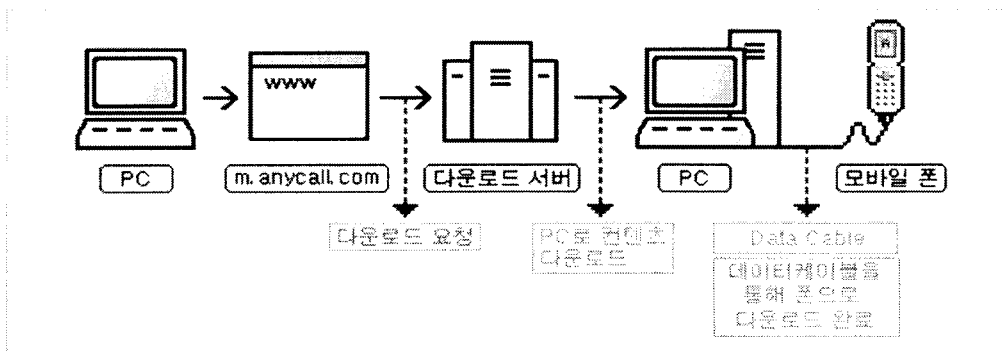 www
PC
m.anycall.com
다운로드 서버
PC
모바일 폰
다운로드 요청
PC로 컨텐츠
다운로드
Data Cable
데이터케이블을
통해 폰으로
다운로드 완료